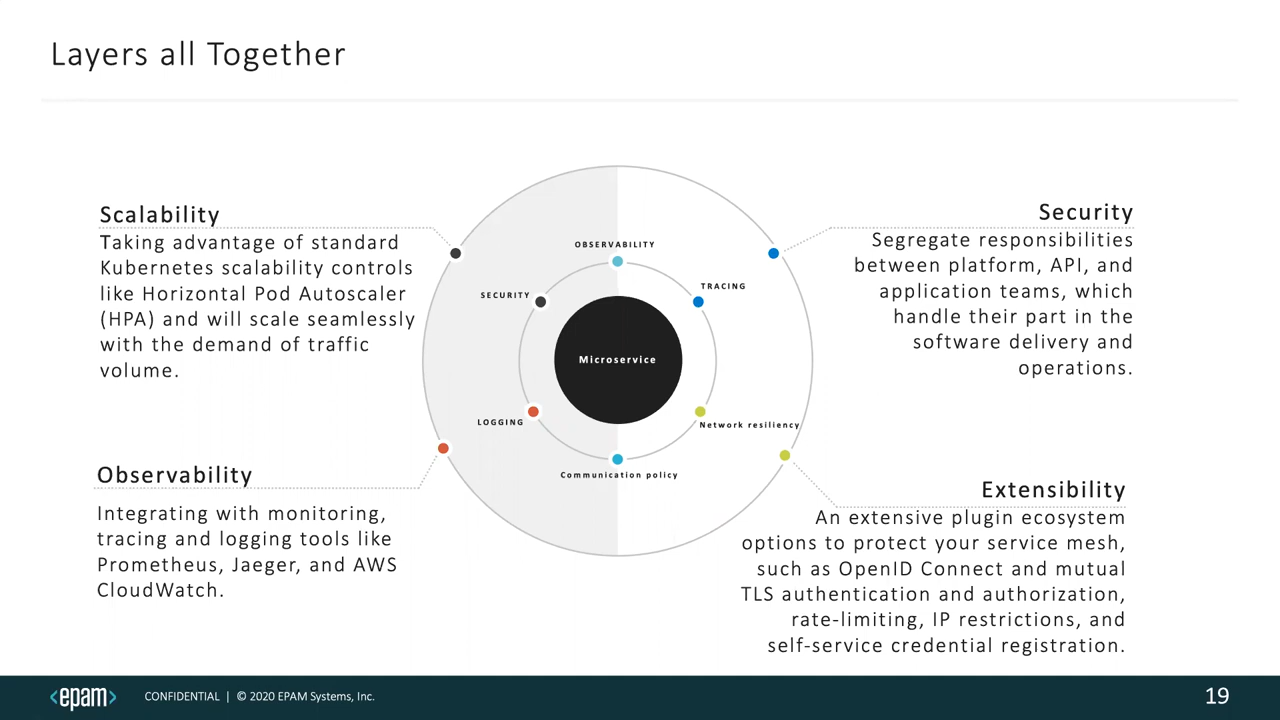 Layers all Together
Scalability
Taking advantage of standard
Kubernetes scalability controls
like Horizontal Pod Autoscaler
(HPA) and will scale seamlessly
with the demand of traffic
volume.
Observability
Integrating with monitoring,
tracing and logging tools like
Prometheus, Jaeger, and AWS
CloudWatch.
OBSERVABILITY
TRACING
SECURITY
Microservice
LOGGING
Network resiliency
Communication policy
Security
Segregate responsibilities
between platform, API, and
application teams, which
handle their part in the
software delivery and
operations.
Extensibility
An extensive plugin ecosystem
options to protect your service mesh,
such as OpenID Connect and mutual
TLS authentication and authorization,
rate-limiting, IP restrictions, and
self-service credential registration.
<epam> CONFIDENTIAL | © 2020 EPAM Systems, Inc.
19